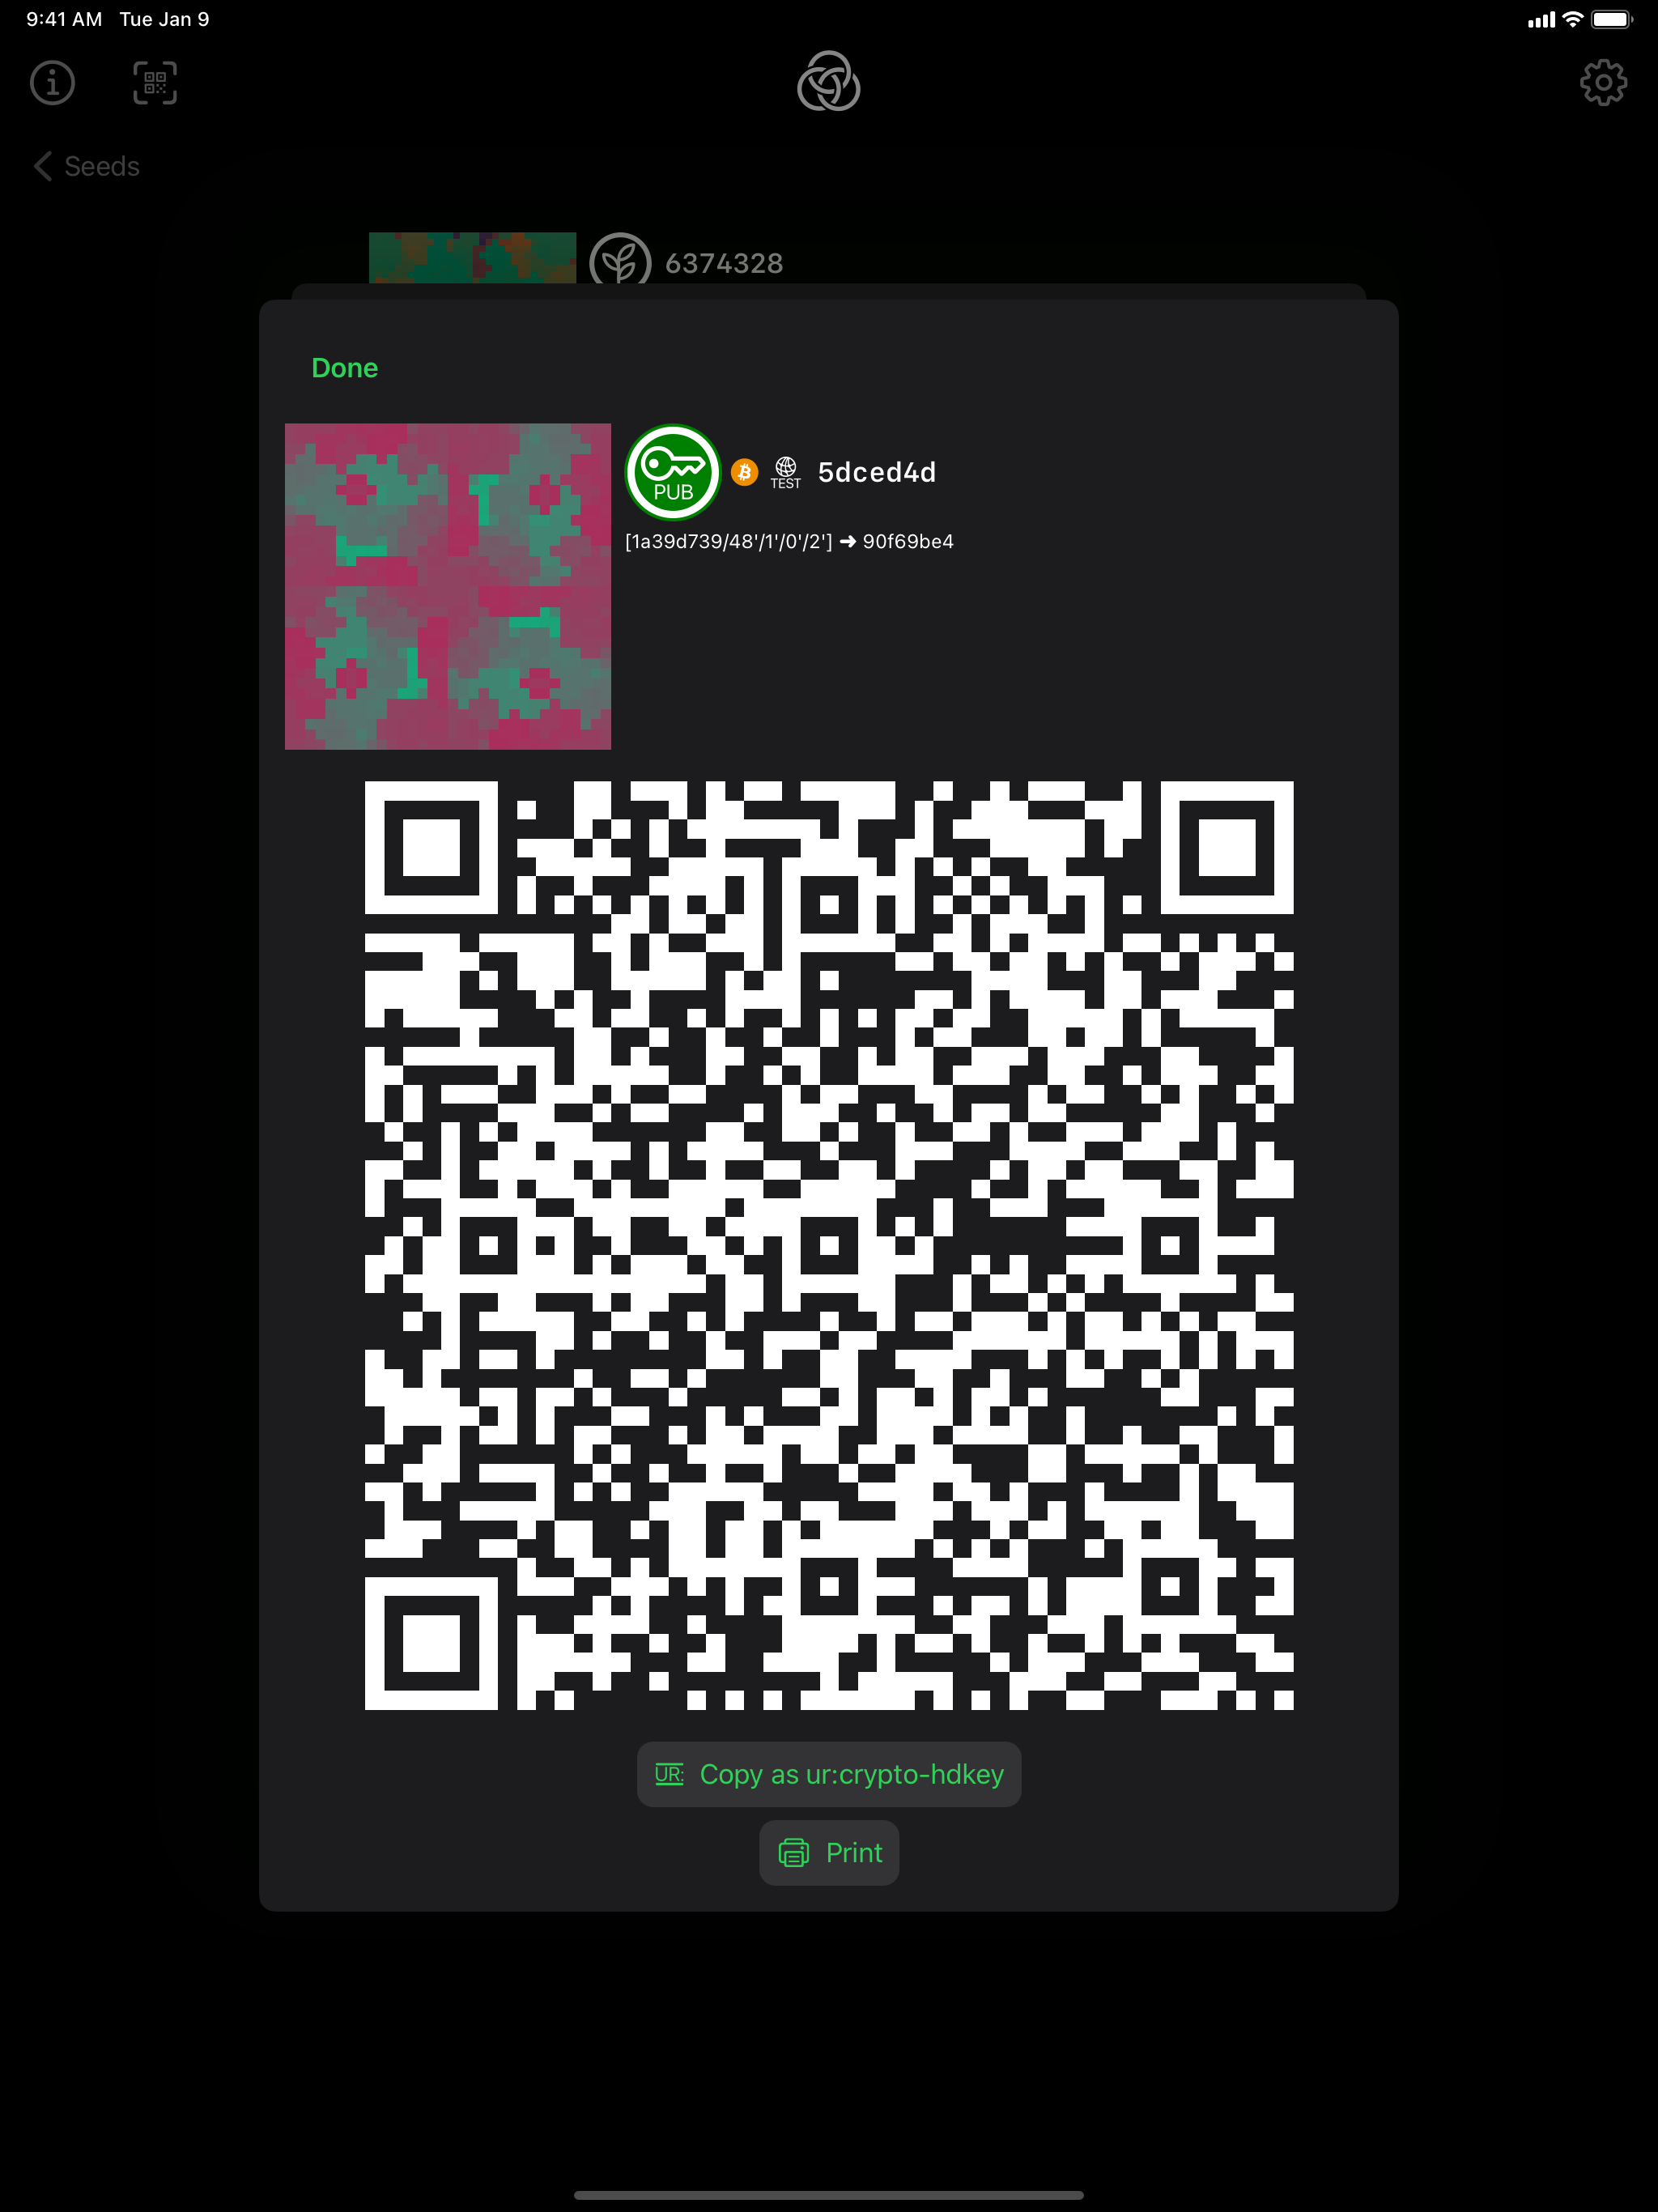 9:41 AM Tue Jan 9
Seeds
6374328
Done
PUB
TEST
5dced4d
[1a39d739/48'/1'/0'/2'] ➜ 90f69be4
UR: Copy as ur:crypto-hdkey
Print